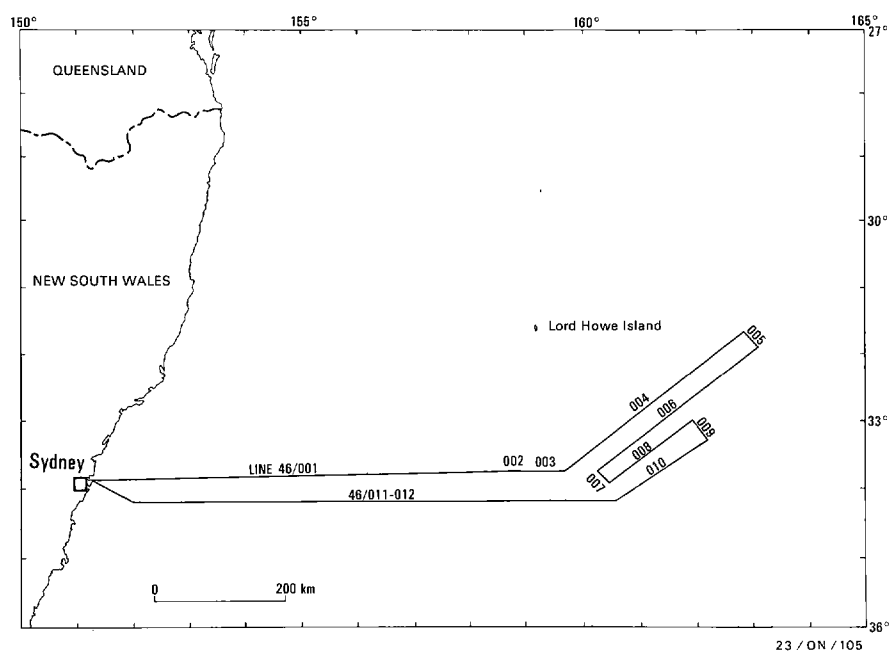 150° 155° 160° 165°
27°
QUEENSLAND
30°
NEW SOUTH WALES
Lord Howe Island
005
004
006
33°
009
008
Sydney
002 003
010
LINE 46/001
007
46/011-012
0 200 km
36°
23/ON/105